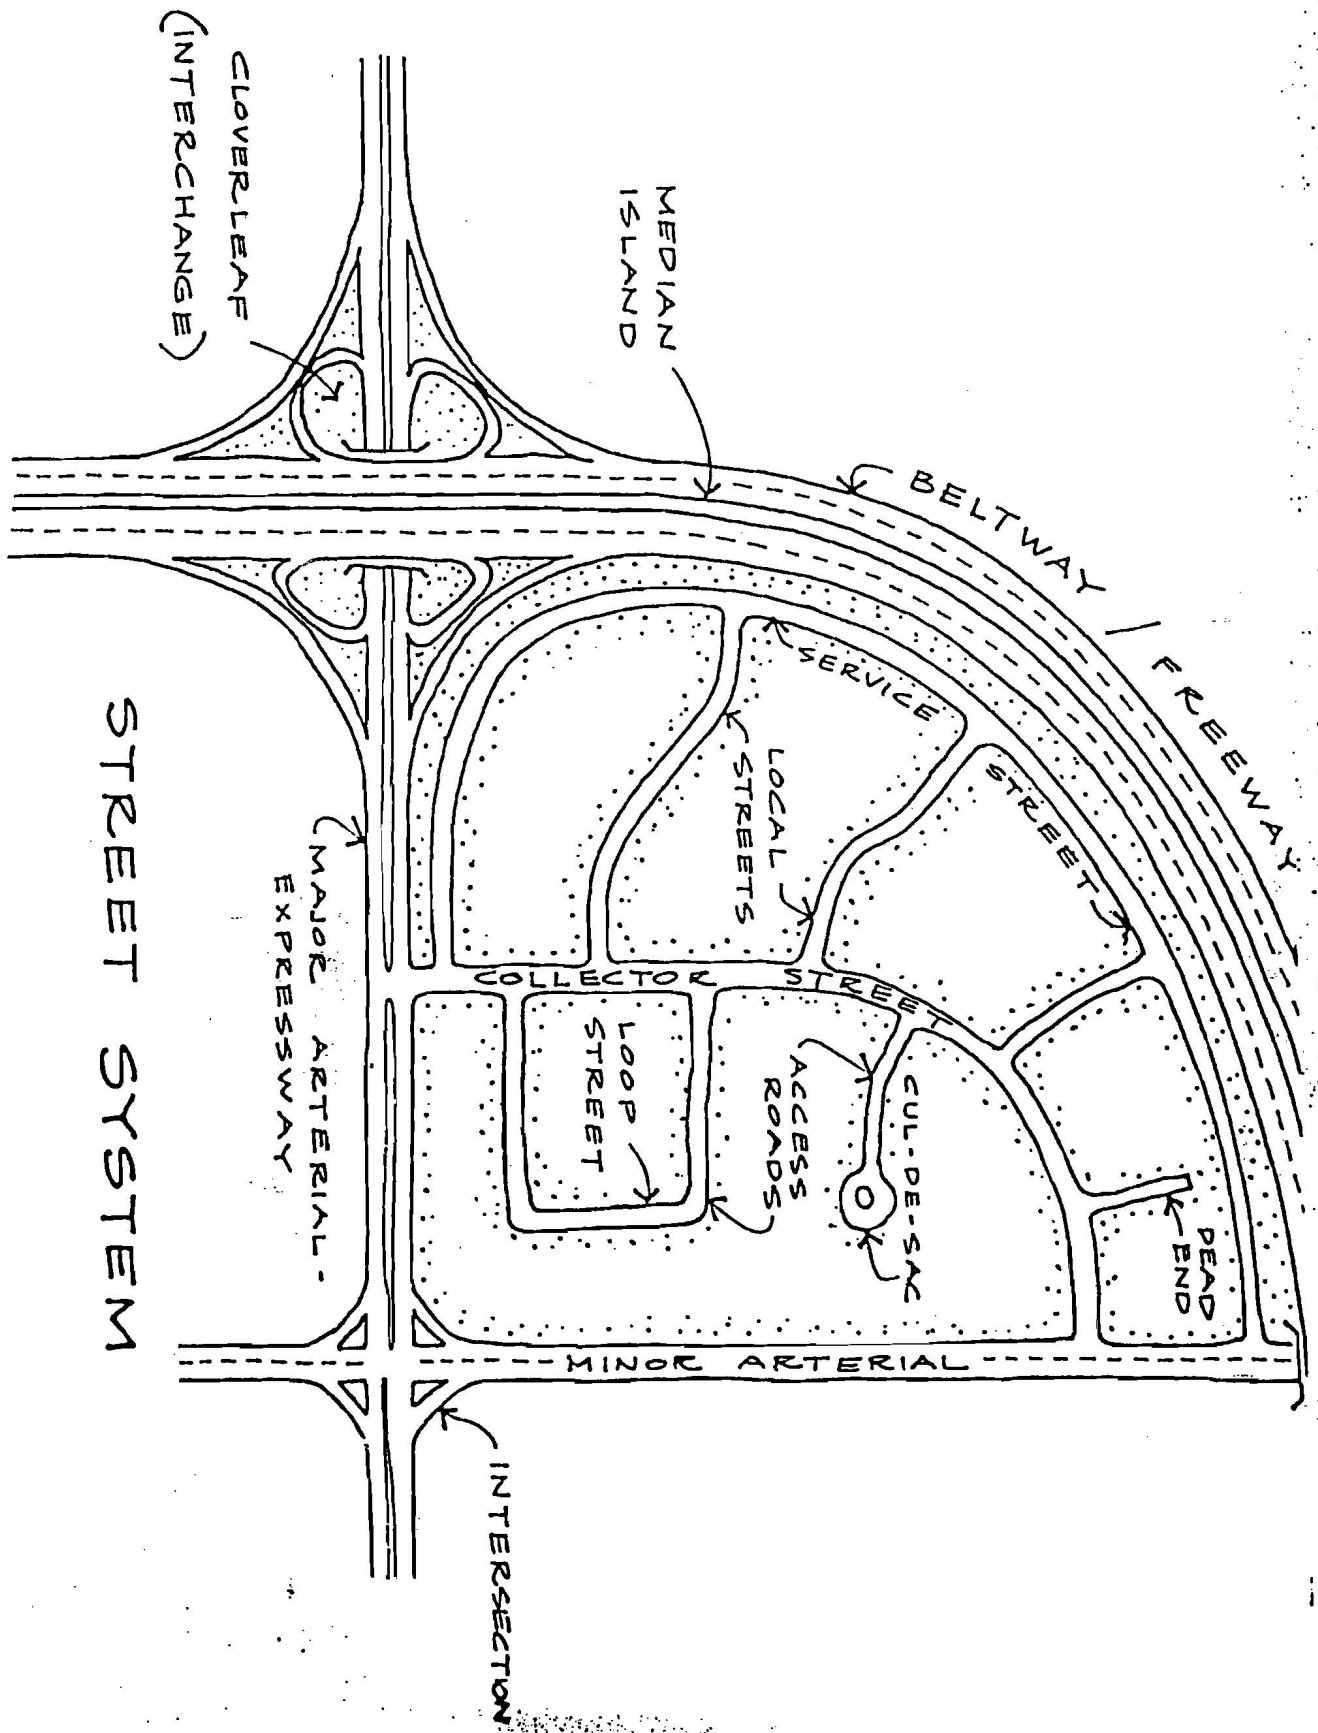 BELTWAY / FREEWAY
MEDIAN
ISLAND
CLOVERLEAF
(INTERCHANGE)
SERVICE STREET
LOCAL
STREETS
COLLECTOR STREET
DEAD
END
CUL-DE-SAC
ACCESS
ROADS
LOOP
STREET
MINOR ARTERIAL
MAJOR ARTERIAL-
EXPRESSWAY
INTERSECTION
STREET SYSTEM